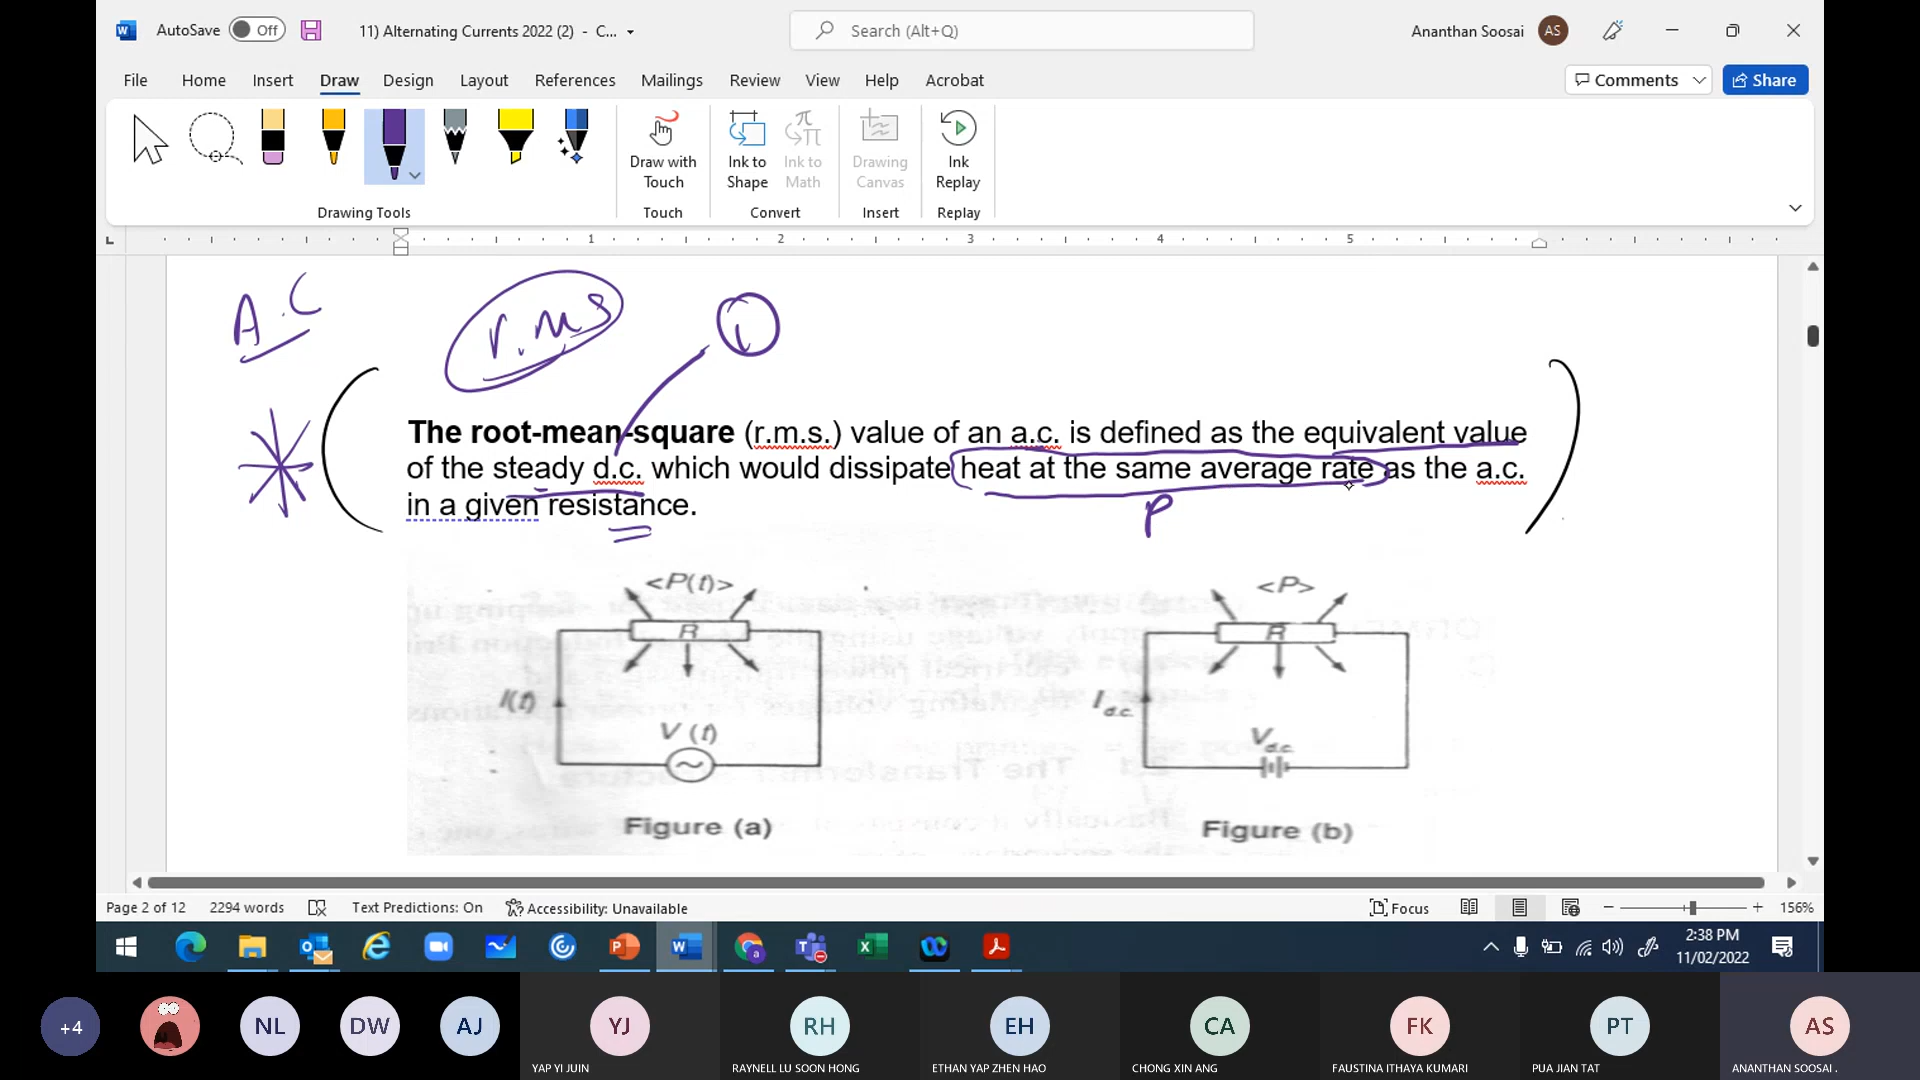 AutoSave Off 11) Alternating Currents 2022 (2) - C... Search (Alt+Q) Ananthan Soosai AS
File Home Insert Draw Design Layout References Mailings Review View Help Acrobat Comments Share
Draw with Touch
Ink to Shape
Ink to Math
Drawing Canvas
Ink Replay
Drawing Tools Touch Convert Insert Replay
1 2 3 4 5
A.C r.m.s
The root-mean-square (r.m.s.) value of an a.c. is defined as the equivalent value
of the steady d.c. which would dissipate heat at the same average rate as the a.c.
in a given resistance.
P
<P(t)> <P>
R R
I(t) I d.c.
V(t) V d.c.
Figure (a) Figure (b)
Page 2 of 12 2294 words Text Predictions: On Accessibility: Unavailable Focus 156%
2:38 PM
11/02/2022
+4 NL DW AJ YJ RH EH CA FK PT AS
YAP YI JUIN RAYNELL LU SOON HONG ETHAN YAP ZHEN HAO CHONG XIN ANG FAUSTINA ITHAYA KUMARI PUA JIAN TAT ANANTHAN SOOSAI .